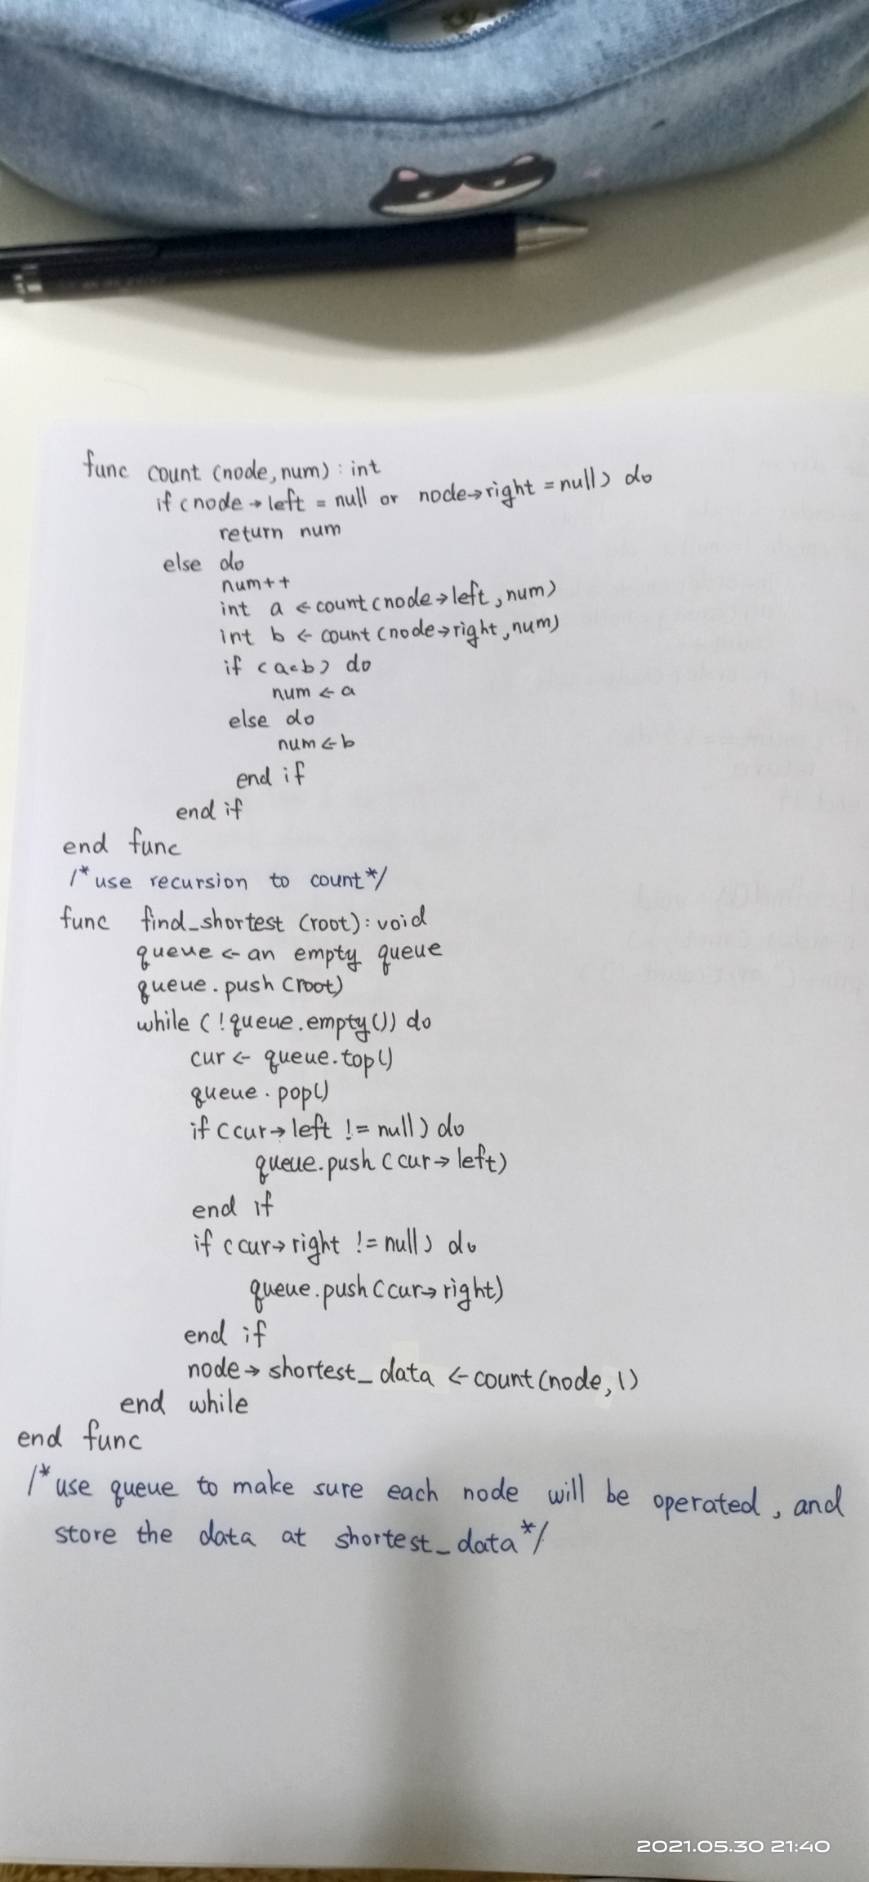 func count (node, num) : int
if (node → left = null or node → right = null) do
return num
else do
num++
int a ← count (node → left, num)
int b ← count (node → right, num)
if (a<b) do
num ← a
else do
num ← b
end if
end if
end func
/* use recursion to count */
func find_shortest (root) : void
queue ← an empty queue
queue.push (root)
while (!queue.empty()) do
cur ← queue.top()
queue.pop()
if (cur → left != null) do
queue.push (cur → left)
end if
if (cur → right != null) do
queue.push (cur → right)
end if
node → shortest_data ← count (node, 1)
end while
end func
/* use queue to make sure each node will be operated, and
store the data at shortest_data */
2021.05.30 21:40